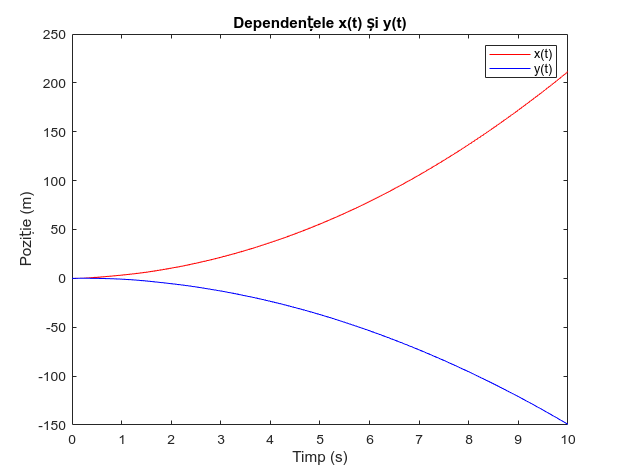 Dependențele x(t) și y(t)
x(t)
y(t)
Poziție (m)
250
200
150
100
50
0
-50
-100
-150
0 1 2 3 4 5 6 7 8 9 10
Timp (s)